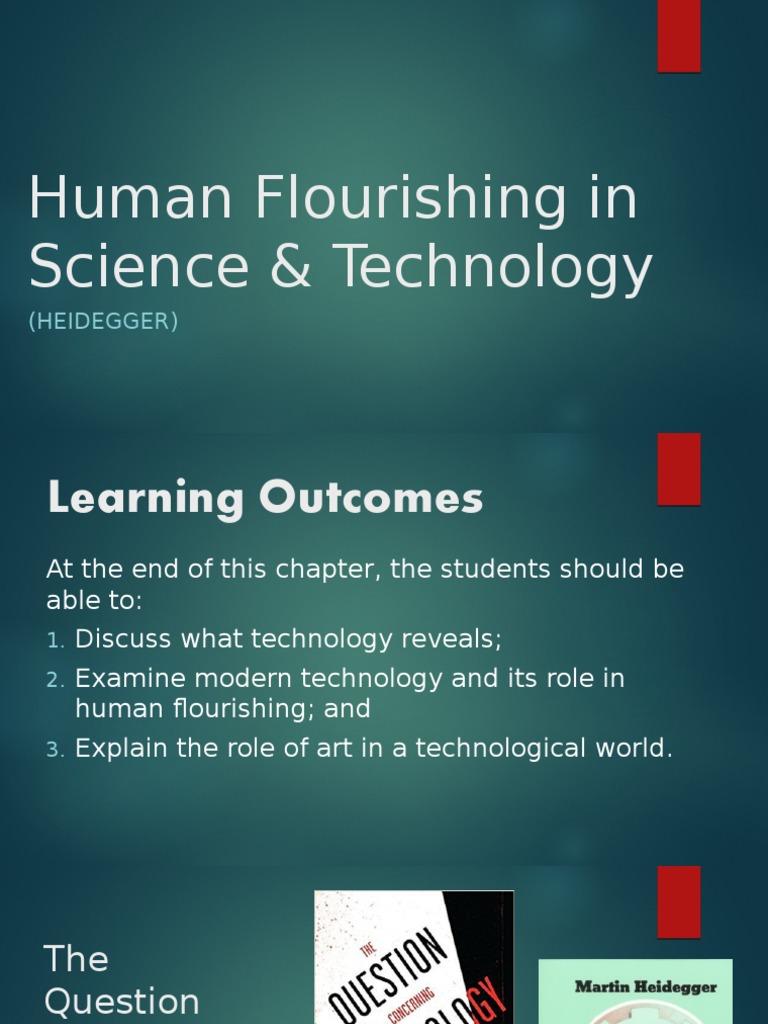 Human Flourishing in
Science & Technology
(HEIDEGGER)
Learning Outcomes
At the end of this chapter, the students should be
able to:
1. Discuss what technology reveals;
2. Examine modern technology and its role in
human flourishing; and
3. Explain the role of art in a technological world.
The
Question
THE
QUESTION
CONCERNING
Martin Heidegger